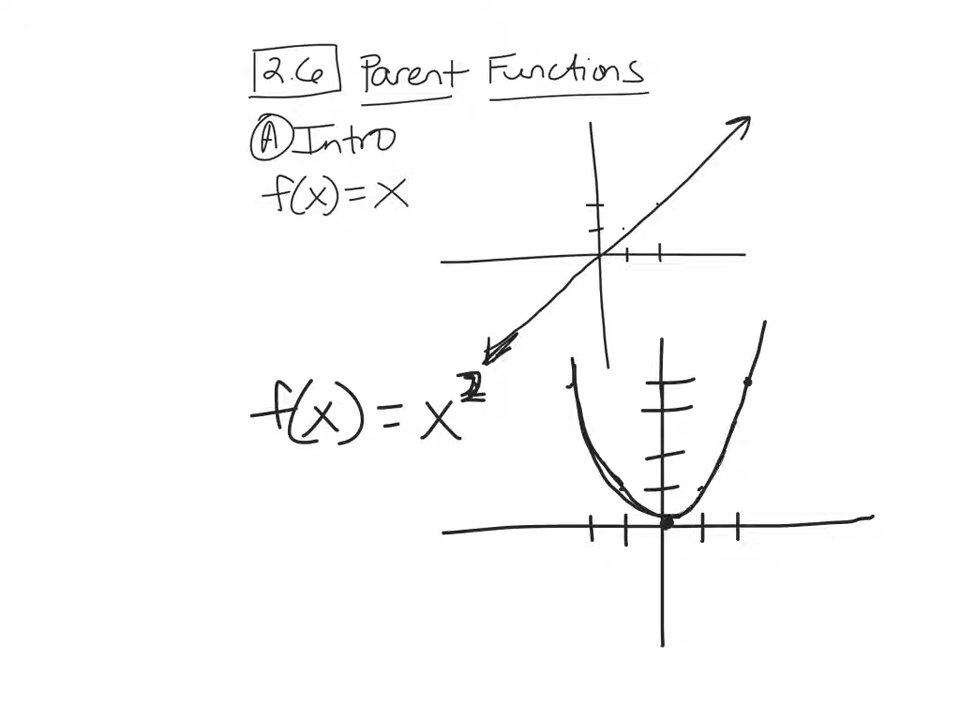 2.6 Parent Functions
A Intro
f(x) = x
f(x) = x²